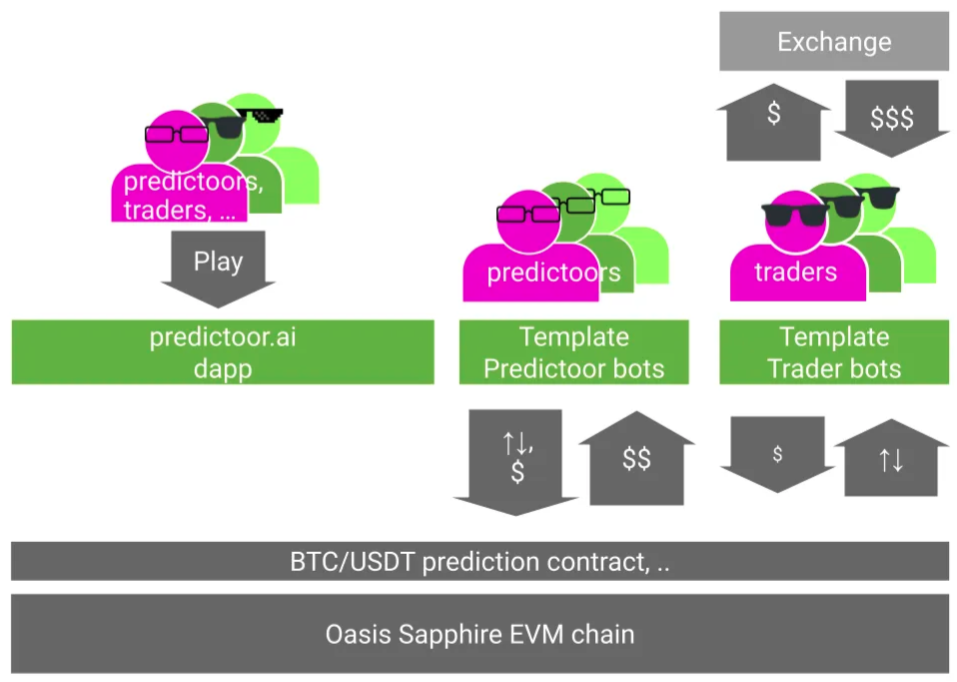 Exchange
$
$$$
predictoors,
traders, ...
Play
predictoors
traders
predictoor.ai
dapp
Template
Predictoor bots
Template
Trader bots
↑↓,
$
$$
$
↑↓
BTC/USDT prediction contract, ..
Oasis Sapphire EVM chain